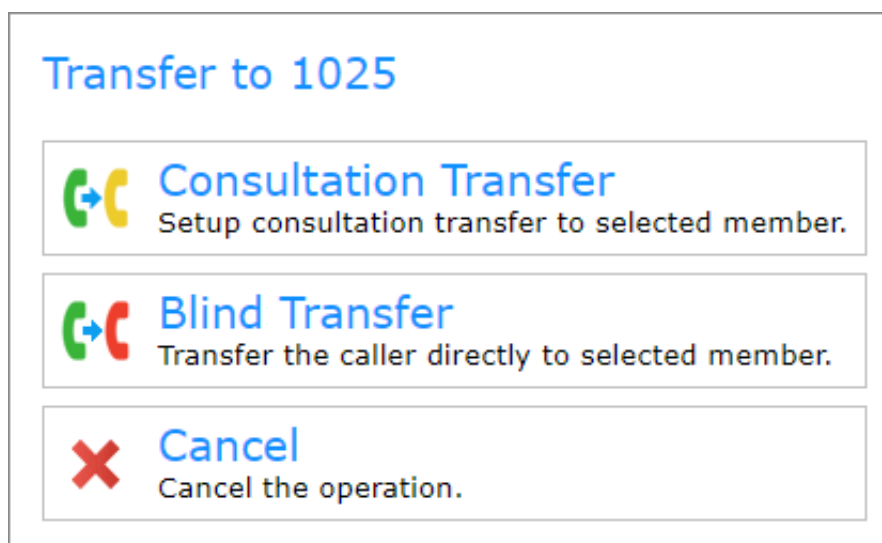 Transfer to 1025
Consultation Transfer
Setup consultation transfer to selected member.
Blind Transfer
Transfer the caller directly to selected member.
Cancel
Cancel the operation.